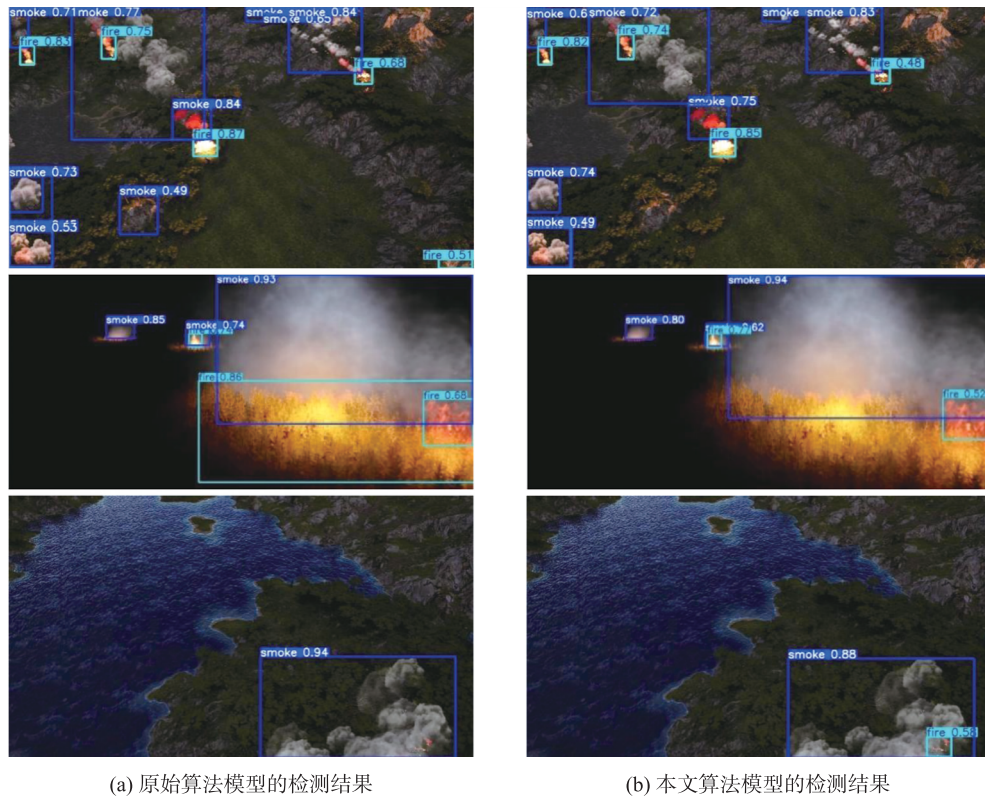 smoke 0.71 moke 0.77
smoke 0.84
smoke 0.65
fire 0.83
fire 0.75
fire 0.68
smoke 0.84
fire 0.87
smoke 0.73
smoke 0.49
smoke 0.53
fire 0.51
smoke 0.6 smoke 0.72
smoke 0.83
fire 0.82
fire 0.74
fire 0.48
smoke 0.75
fire 0.85
smoke 0.74
smoke 0.49
smoke 0.93
smoke 0.85
smoke 0.74
fire 0.86
fire 0.68
smoke 0.94
smoke 0.80
fire 0.77
0.62
fire 0.52
smoke 0.94
smoke 0.88
fire 0.58
(a) 原始算法模型的检测结果
(b) 本文算法模型的检测结果